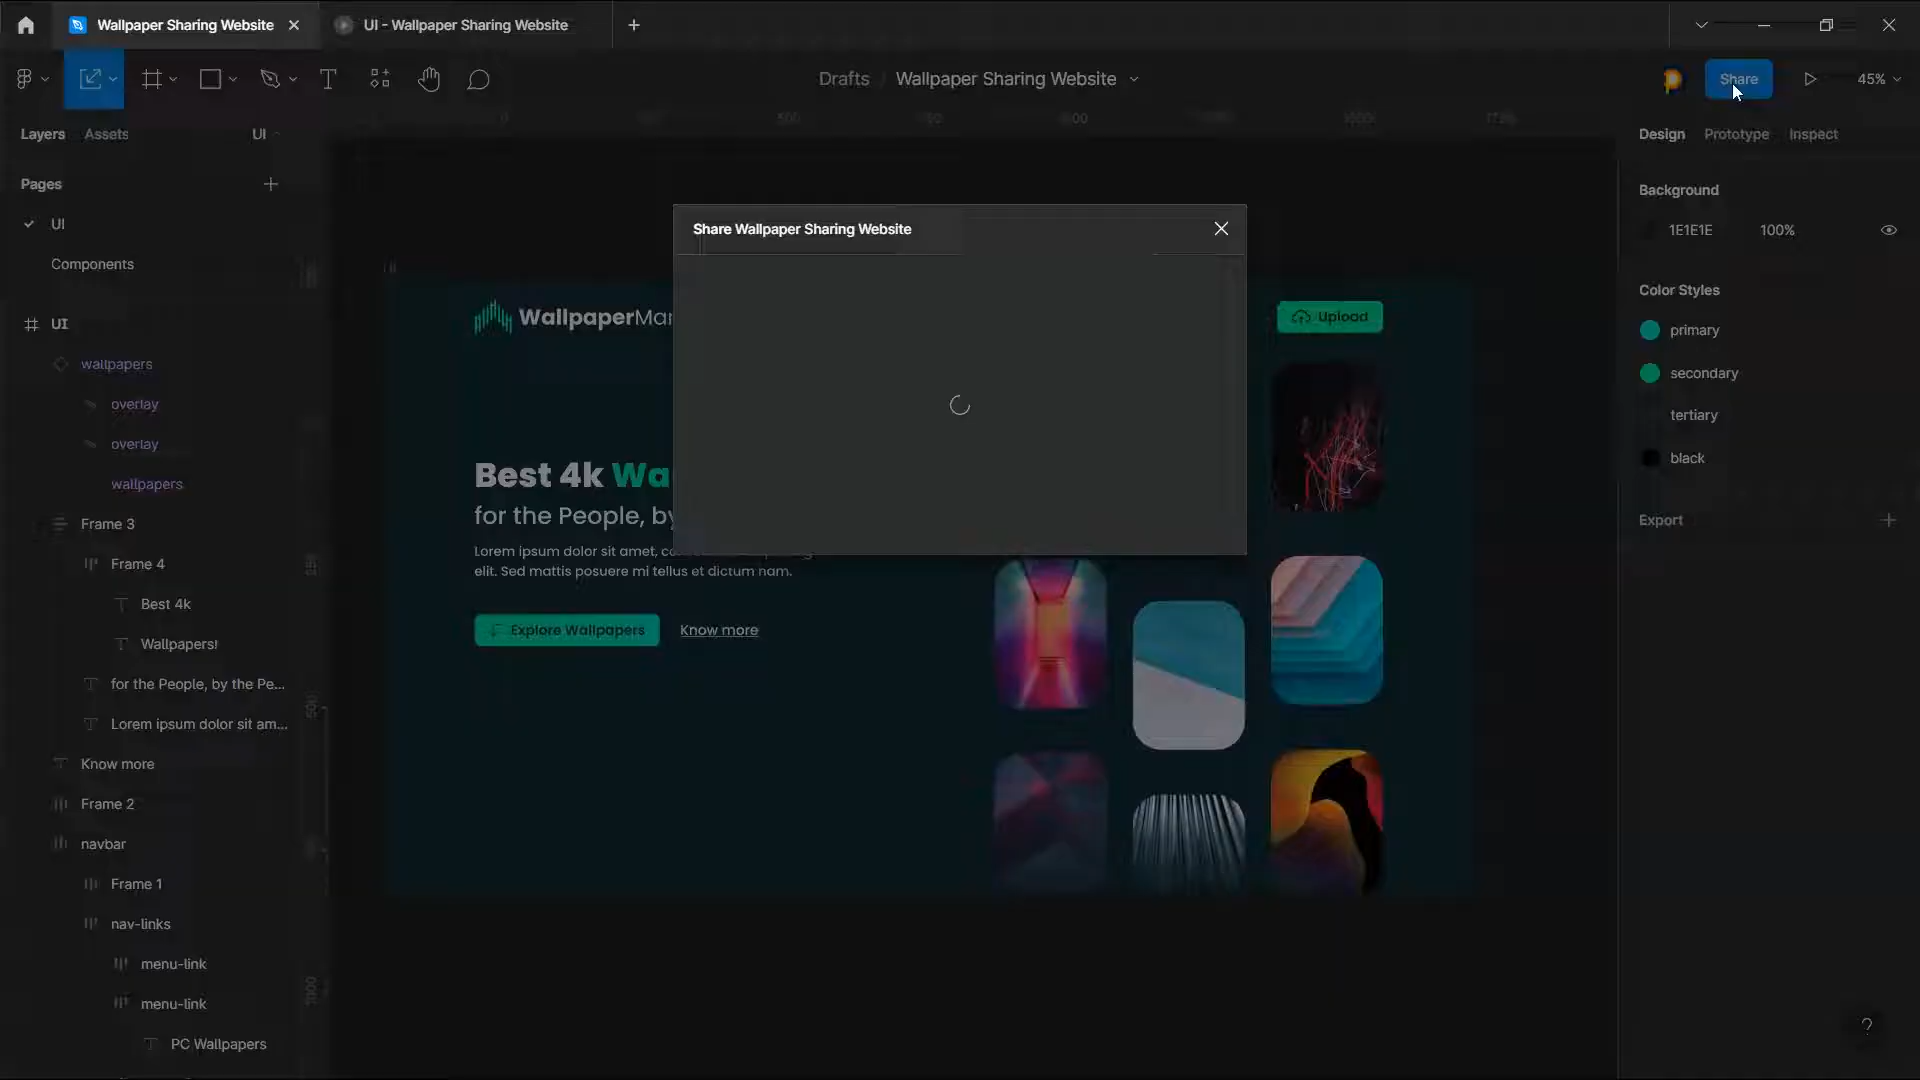 Wallpaper Sharing Website
UI - Wallpaper Sharing Website
Drafts / Wallpaper Sharing Website
Share
45%
Layers
Assets
UI
Design
Prototype
Inspect
Pages
UI
Components
UI
wallpapers
overlay
overlay
wallpapers
Frame 3
Frame 4
Best 4k
Wallpapers!
for the People, by the Pe...
Lorem ipsum dolor sit am...
Know more
Frame 2
navbar
Frame 1
nav-links
menu-link
menu-link
PC Wallpapers
Share Wallpaper Sharing Website
WallpaperMan
Upload
Best 4k Wa
for the People, by
Lorem ipsum dolor sit amet,
elit. Sed mattis posuere mi tellus et dictum nam.
Explore Wallpapers
Know more
Background
1E1E1E
100%
Color Styles
primary
secondary
tertiary
black
Export
?